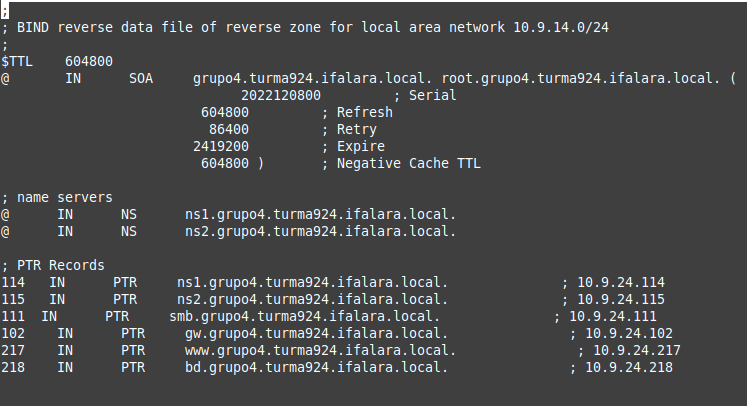 ;
; BIND reverse data file of reverse zone for local area network 10.9.14.0/24
;
$TTL    604800
@       IN      SOA     grupo4.turma924.ifalara.local. root.grupo4.turma924.ifalara.local. (
                              2022120800         ; Serial
                         604800         ; Refresh
                          86400         ; Retry
                        2419200         ; Expire
                         604800 )       ; Negative Cache TTL

; name servers
@      IN      NS      ns1.grupo4.turma924.ifalara.local.
@      IN      NS      ns2.grupo4.turma924.ifalara.local.

; PTR Records
114   IN      PTR     ns1.grupo4.turma924.ifalara.local.              ; 10.9.24.114
115   IN      PTR     ns2.grupo4.turma924.ifalara.local.              ; 10.9.24.115
111  IN      PTR     smb.grupo4.turma924.ifalara.local.              ; 10.9.24.111
102    IN      PTR     gw.grupo4.turma924.ifalara.local.              ; 10.9.24.102
217    IN      PTR     www.grupo4.turma924.ifalara.local.               ; 10.9.24.217
218    IN      PTR     bd.grupo4.turma924.ifalara.local.              ; 10.9.24.218